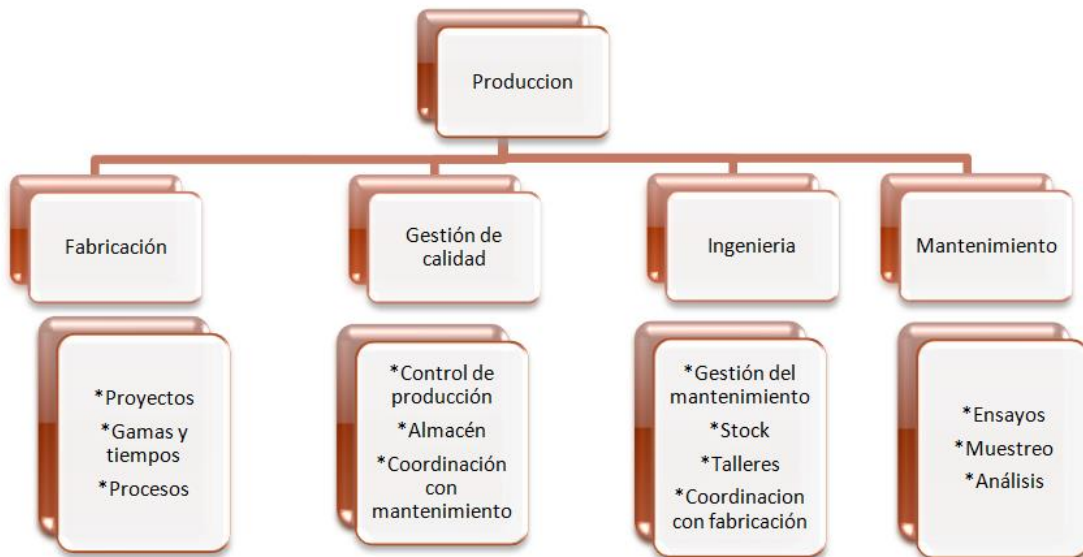 Produccion
Fabricación
Gestión de
calidad
Ingenieria
Mantenimiento
*Proyectos
*Gamas y
tiempos
*Procesos
*Control de
producción
*Almacén
*Coordinación
con
mantenimiento
*Gestión del
mantenimiento
*Stock
*Talleres
*Coordinacion
con fabricación
*Ensayos
*Muestreo
*Análisis